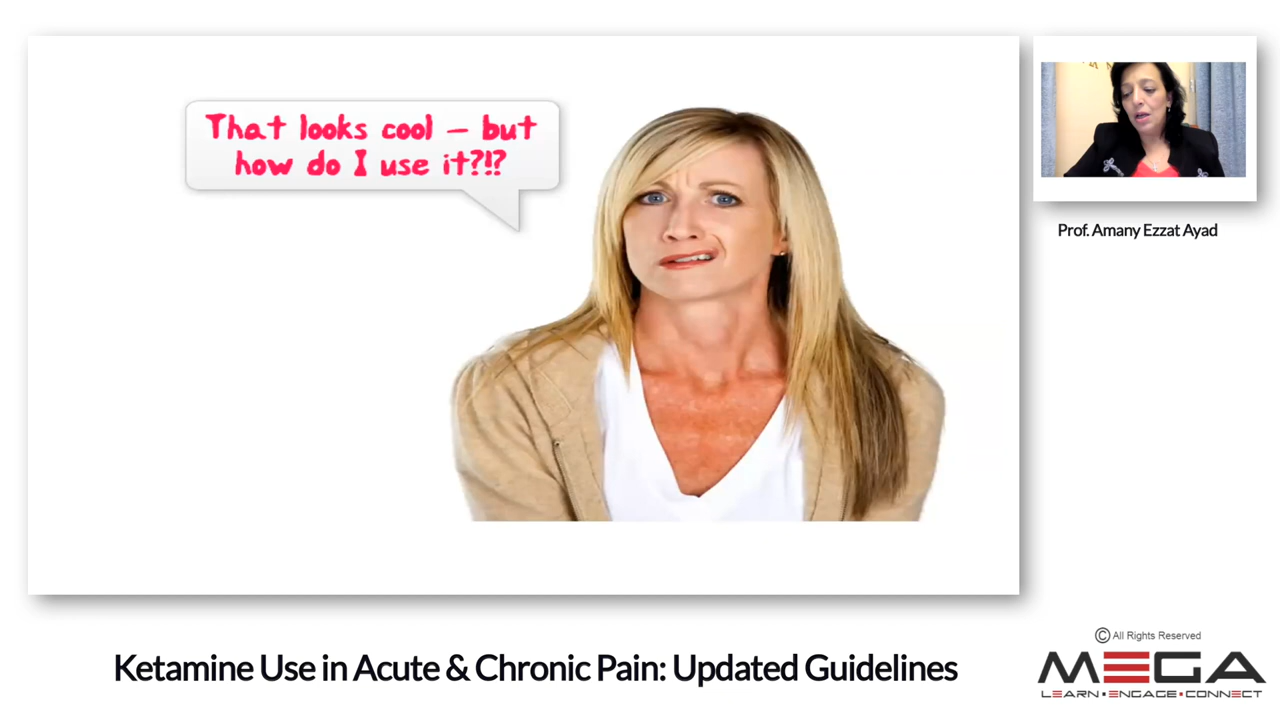 That looks cool – but
how do I use it?!?
Prof. Amany Ezzat Ayad
Ketamine Use in Acute & Chronic Pain: Updated Guidelines
© All Rights Reserved
MEGA
LEARN • ENGAGE • CONNECT